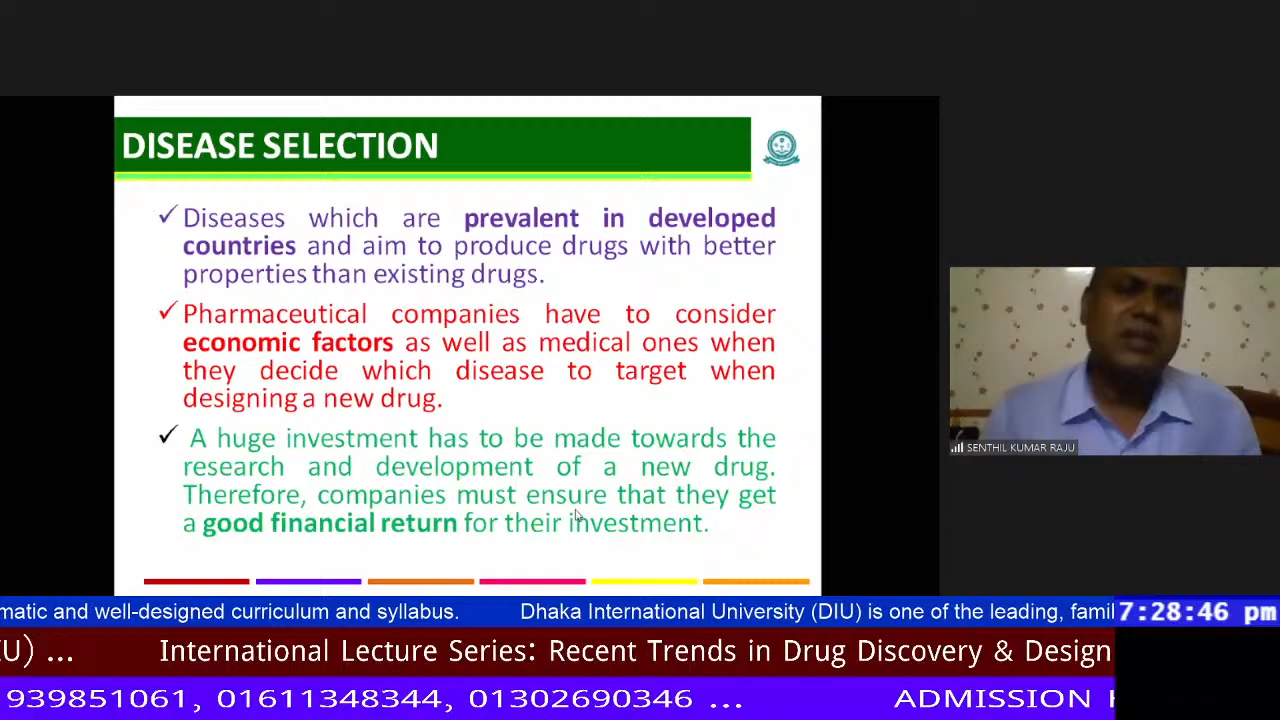 DISEASE SELECTION
✓ Diseases which are prevalent in developed
countries and aim to produce drugs with better
properties than existing drugs.
✓ Pharmaceutical companies have to consider
economic factors as well as medical ones when
they decide which disease to target when
designing a new drug.
✓ A huge investment has to be made towards the
research and development of a new drug.
Therefore, companies must ensure that they get
a good financial return for their investment.
SENTHIL KUMAR RAJU
matic and well-designed curriculum and syllabus. Dhaka International University (DIU) is one of the leading, famil
7:28:46 pm
IU) ... International Lecture Series: Recent Trends in Drug Discovery & Design
939851061, 01611348344, 01302690346 ... ADMISSION